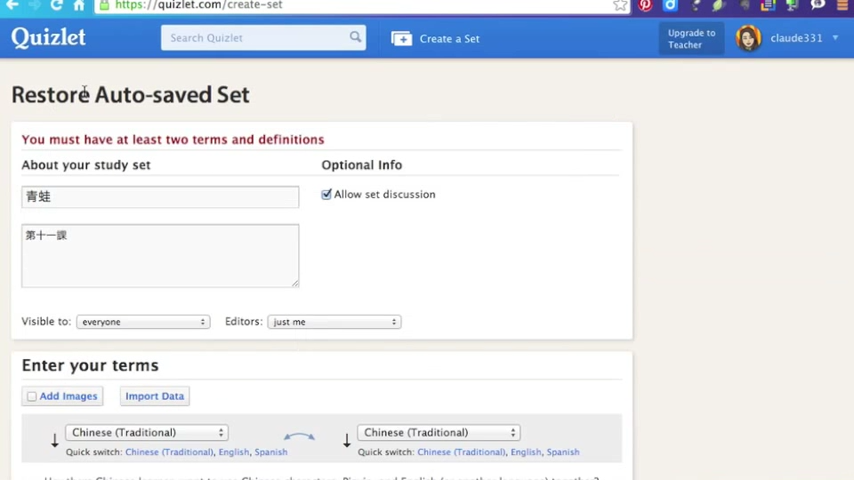 https://quizlet.com/create-set
Quizlet
Search Quizlet
Create a Set
Upgrade to
Teacher
claude331
Restore Auto-saved Set
You must have at least two terms and definitions
About your study set
Optional Info
青蛙
Allow set discussion
第十一課
Visible to: everyone
Editors: just me
Enter your terms
Add Images
Import Data
Chinese (Traditional)
Chinese (Traditional)
Quick switch: Chinese (Traditional), English, Spanish
Quick switch: Chinese (Traditional), English, Spanish